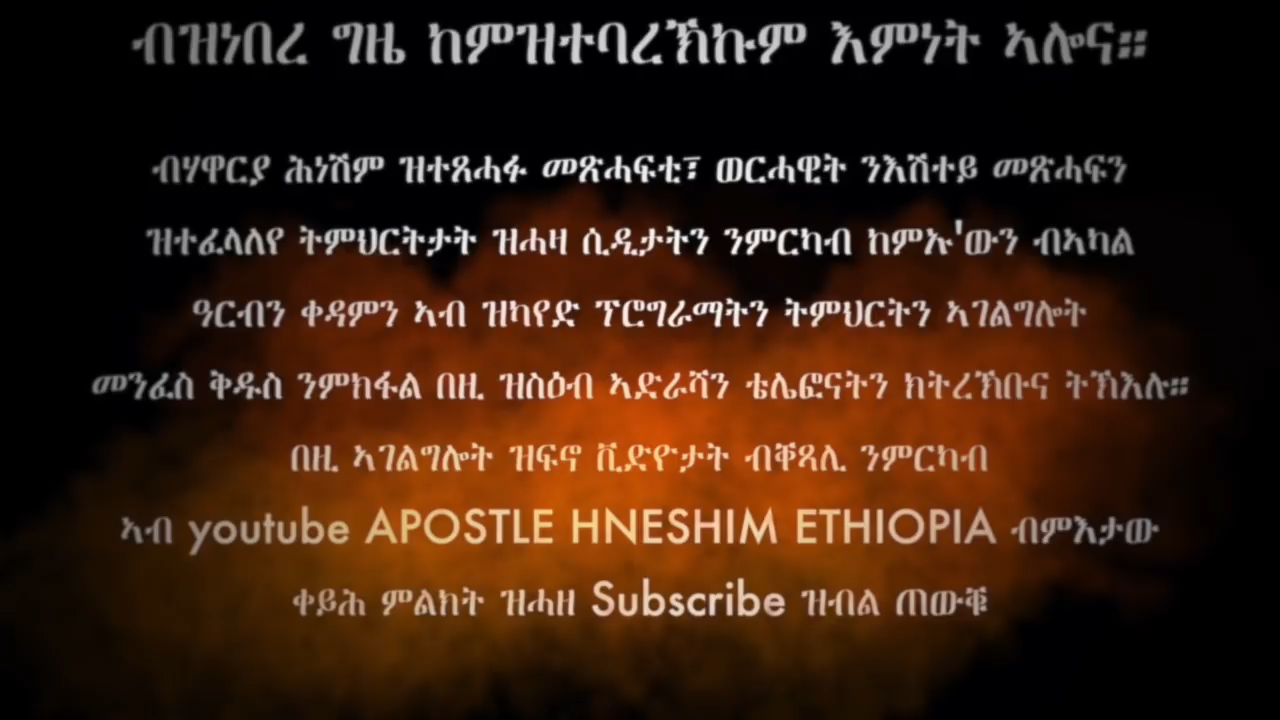 ብዝነበረ ግዜ ከምዝተባረኽኩም እምነት ኣሎና።
ብሃዋርያ ሕነሽም ዝተጸሓፉ መጽሓፍቲ፣ ወርሓዊት ንእሽተይ መጽሓፍን
ዝተፈላለየ ትምህርትታት ዝሓዛ ሲዲታትን ንምርካብ ከምኡ'ውን ብኣካል
ዓርብን ቀዳምን ኣብ ዝካየድ ፕሮግራማትን ትምህርትን ኣገልግሎት
መንፈስ ቅዱስ ንምክፋል በዚ ዝስዕብ ኣድራሻን ቴሌፎናትን ክትረኽቡና ትኽእሉ።
በዚ ኣገልግሎት ዝፍኖ ቪድዮታት ብቐጻሊ ንምርካብ
ኣብ youtube APOSTLE HNESHIM ETHIOPIA ብምእታው
ቀይሕ ምልክት ዝሓዘ Subscribe ዝብል ጠውቑ